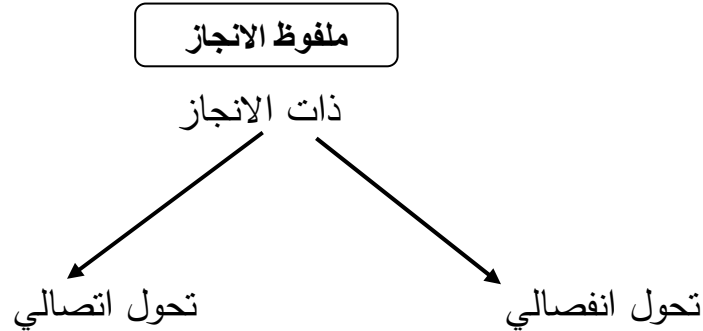 ملفوظ الانجاز
ذات الانجاز
تحول انفصالي
تحول اتصالي